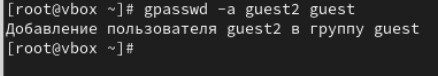 [root@vbox ~]# gpasswd -a guest2 guest
Добавление пользователя guest2 в группу guest
[root@vbox ~]#